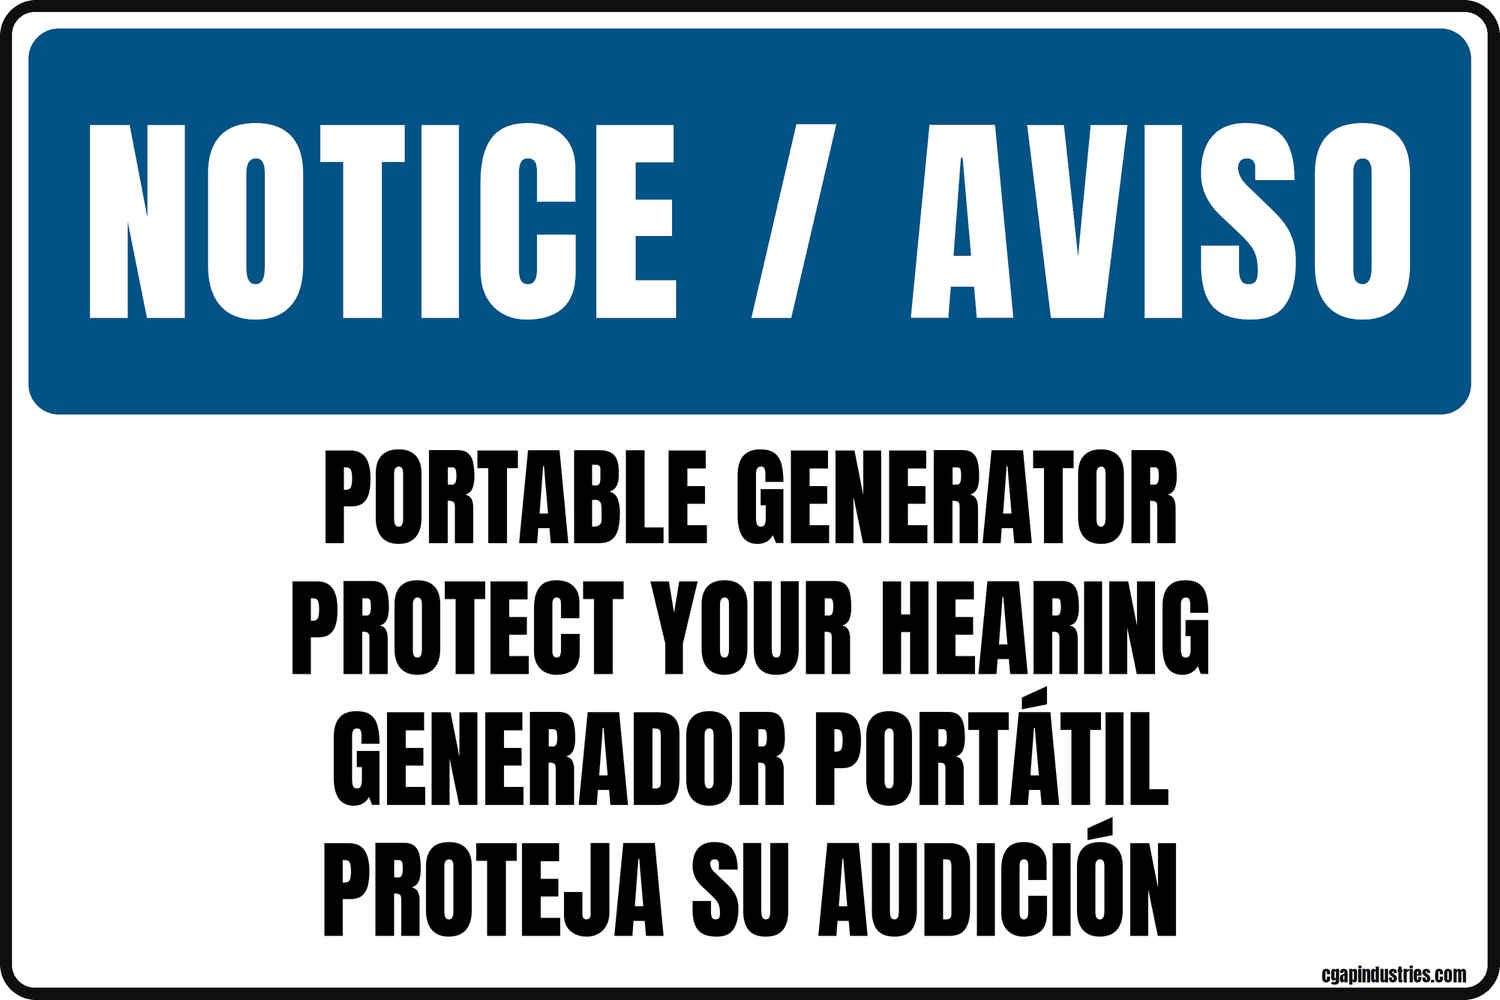 NOTICE / AVISO
PORTABLE GENERATOR
PROTECT YOUR HEARING
GENERADOR PORTÁTIL
PROTEJA SU AUDICIÓN
cgapindustries.com